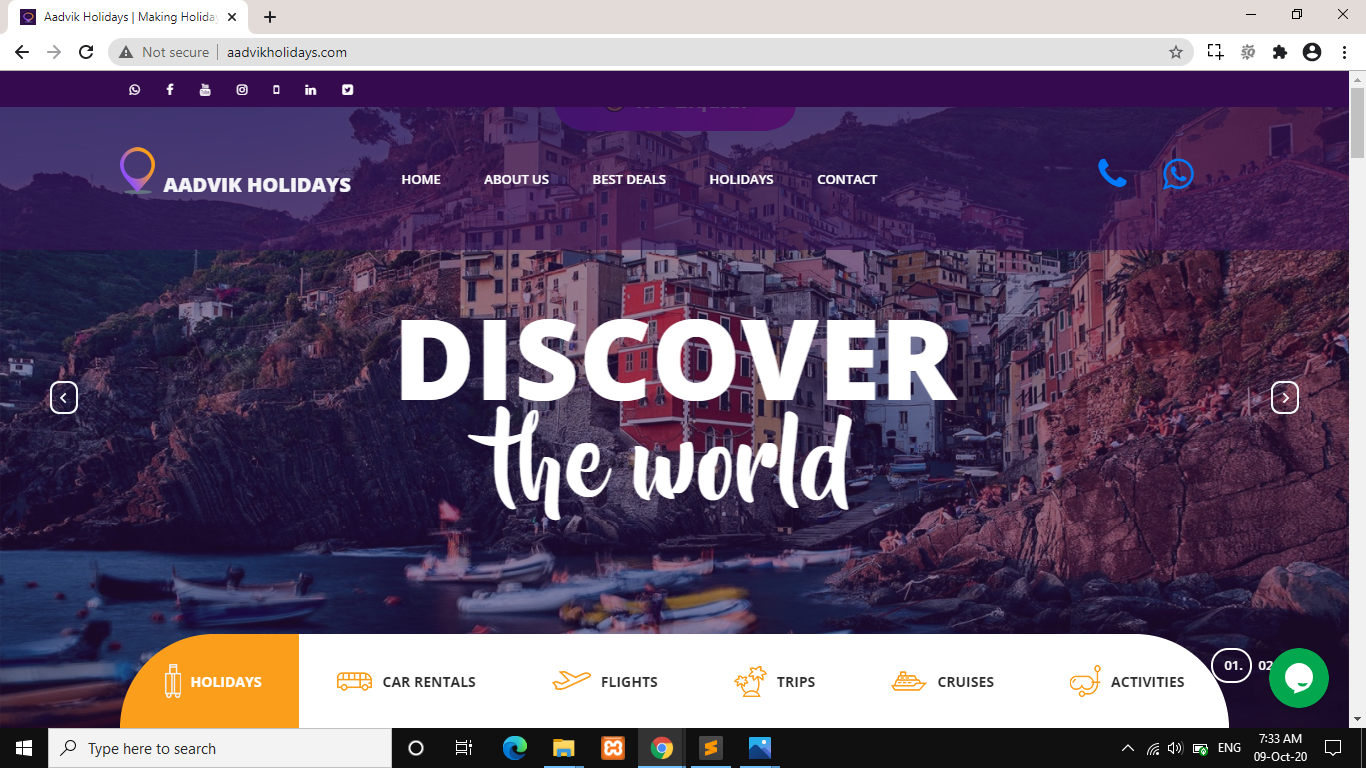 Aadvik Holidays | Making Holiday
Not secure
aadvikholidays.com
AADVIK HOLIDAYS
HOME
ABOUT US
BEST DEALS
HOLIDAYS
CONTACT
DISCOVER
the world
01.
02
HOLIDAYS
CAR RENTALS
FLIGHTS
TRIPS
CRUISES
ACTIVITIES
Type here to search
ENG
7:33 AM
09-Oct-20